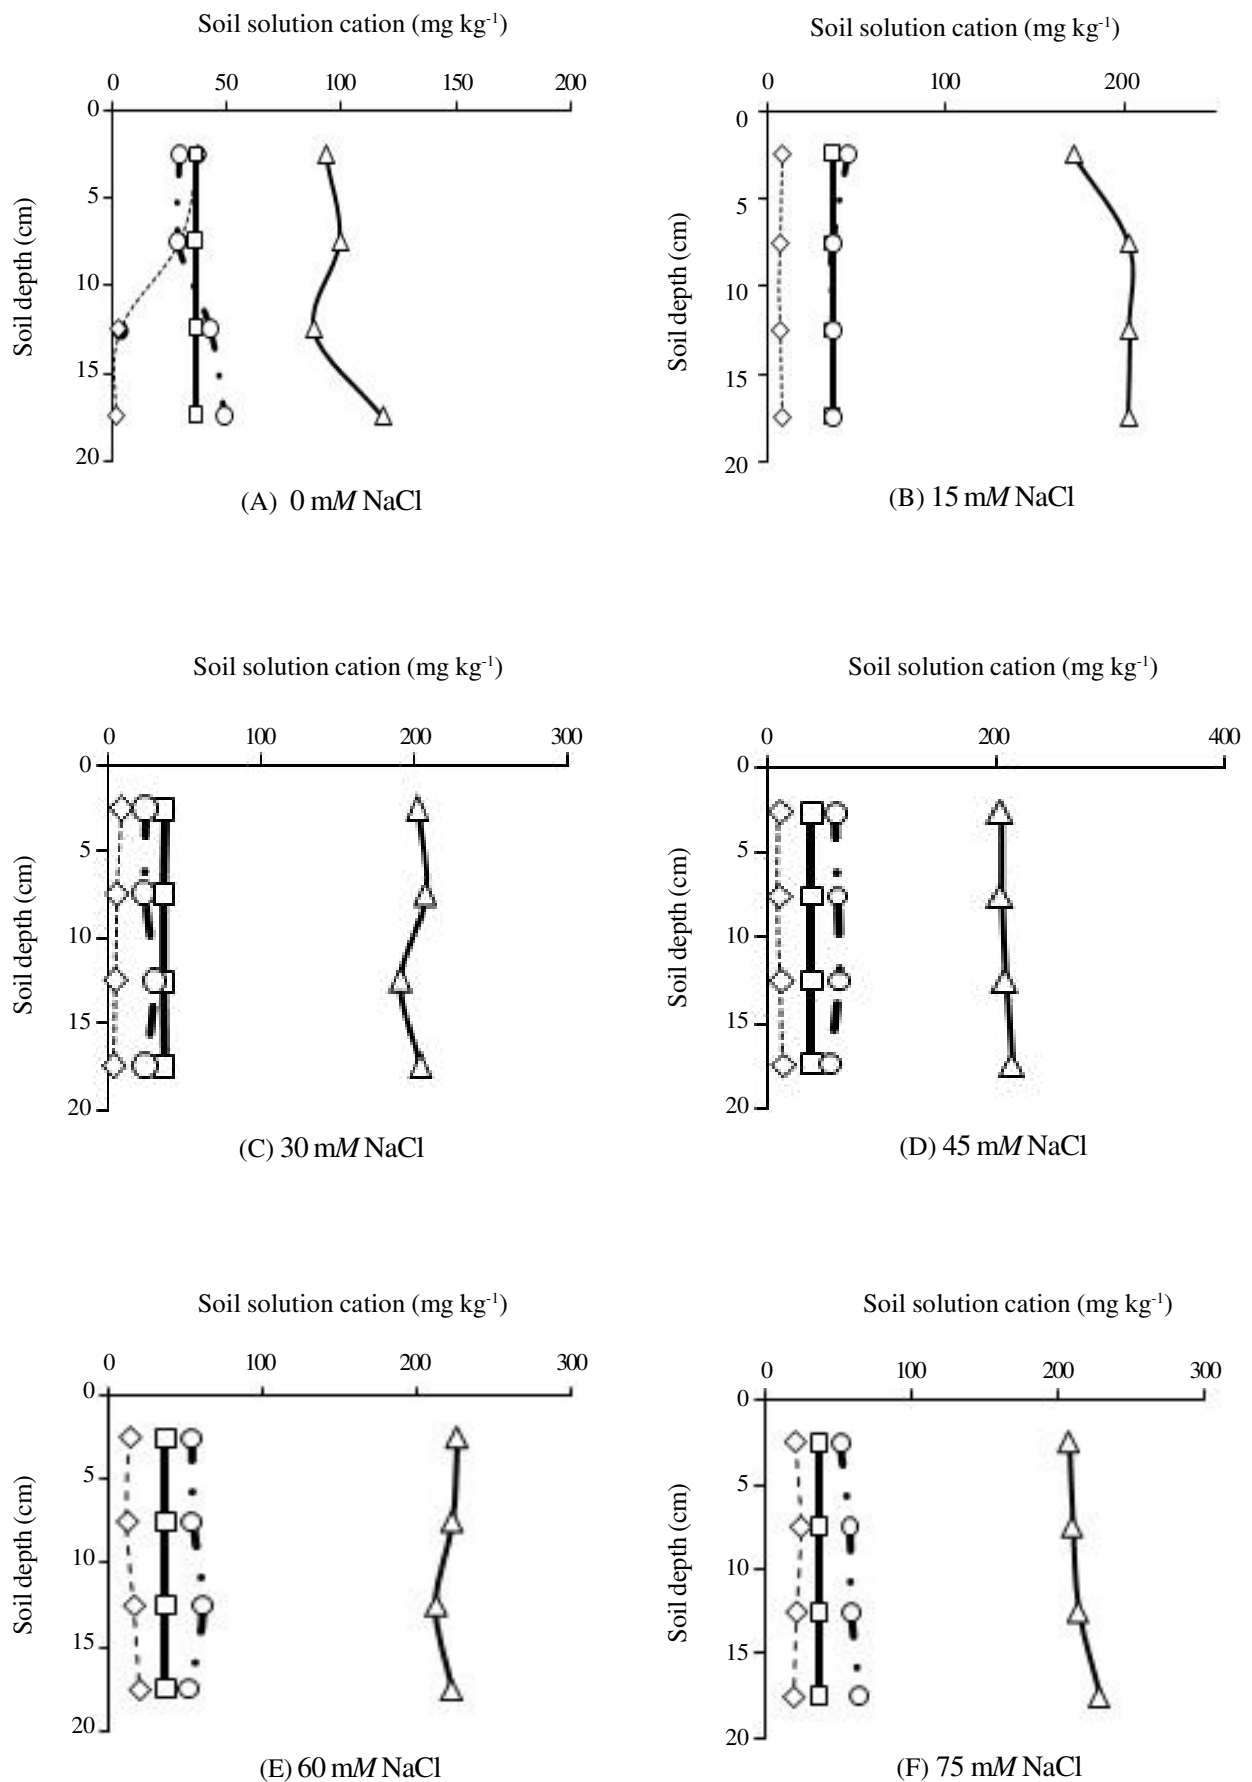 Soil solution cation (mg kg-1)
0 50 100 150 200
0
5
10
15
20
Soil depth (cm)
(A) 0 mM NaCl
Soil solution cation (mg kg-1)
0 100 200
0
5
10
15
20
Soil depth (cm)
(B) 15 mM NaCl
Soil solution cation (mg kg-1)
0 100 200 300
0
5
10
15
20
Soil depth (cm)
(C) 30 mM NaCl
Soil solution cation (mg kg-1)
0 200 400
0
5
10
15
20
Soil depth (cm)
(D) 45 mM NaCl
Soil solution cation (mg kg-1)
0 100 200 300
0
5
10
15
20
Soil depth (cm)
(E) 60 mM NaCl
Soil solution cation (mg kg-1)
0 100 200 300
0
5
10
15
20
Soil depth (cm)
(F) 75 mM NaCl